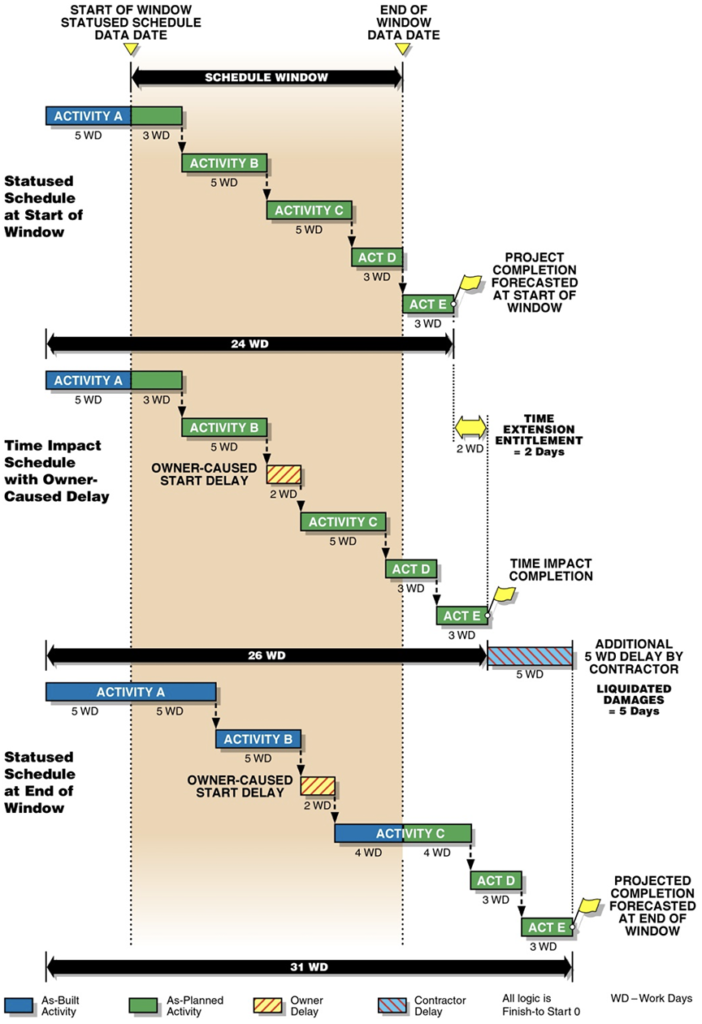 START OF WINDOW
STATUSED SCHEDULE
DATA DATE
END OF
WINDOW
DATA DATE
SCHEDULE WINDOW
ACTIVITY A
5 WD 3 WD
ACTIVITY B
5 WD
Statused
Schedule
at Start of
Window
ACTIVITY C
5 WD
ACT D
3 WD
PROJECT
COMPLETION
FORECASTED
AT START OF
WINDOW
ACT E
3 WD
24 WD
ACTIVITY A
5 WD 3 WD
ACTIVITY B
5 WD
2 WD
TIME
EXTENSION
ENTITLEMENT
= 2 Days
Time Impact
Schedule
with Owner-
Caused Delay
OWNER-CAUSED
START DELAY
2 WD
ACTIVITY C
5 WD
ACT D
3 WD
TIME IMPACT
COMPLETION
ACT E
3 WD
26 WD
5 WD
ADDITIONAL
5 WD DELAY BY
CONTRACTOR
LIQUIDATED
DAMAGES
= 5 Days
ACTIVITY A
5 WD 5 WD
ACTIVITY B
5 WD
Statused
Schedule
at End of
Window
OWNER-CAUSED
START DELAY
2 WD
ACTIVITY C
4 WD 4 WD
ACT D
3 WD
PROJECTED
COMPLETION
FORECASTED
AT END OF
WINDOW
ACT E
3 WD
31 WD
As-Built
Activity
As-Planned
Activity
Owner
Delay
Contractor
Delay
All logic is
Finish-to Start 0
WD – Work Days